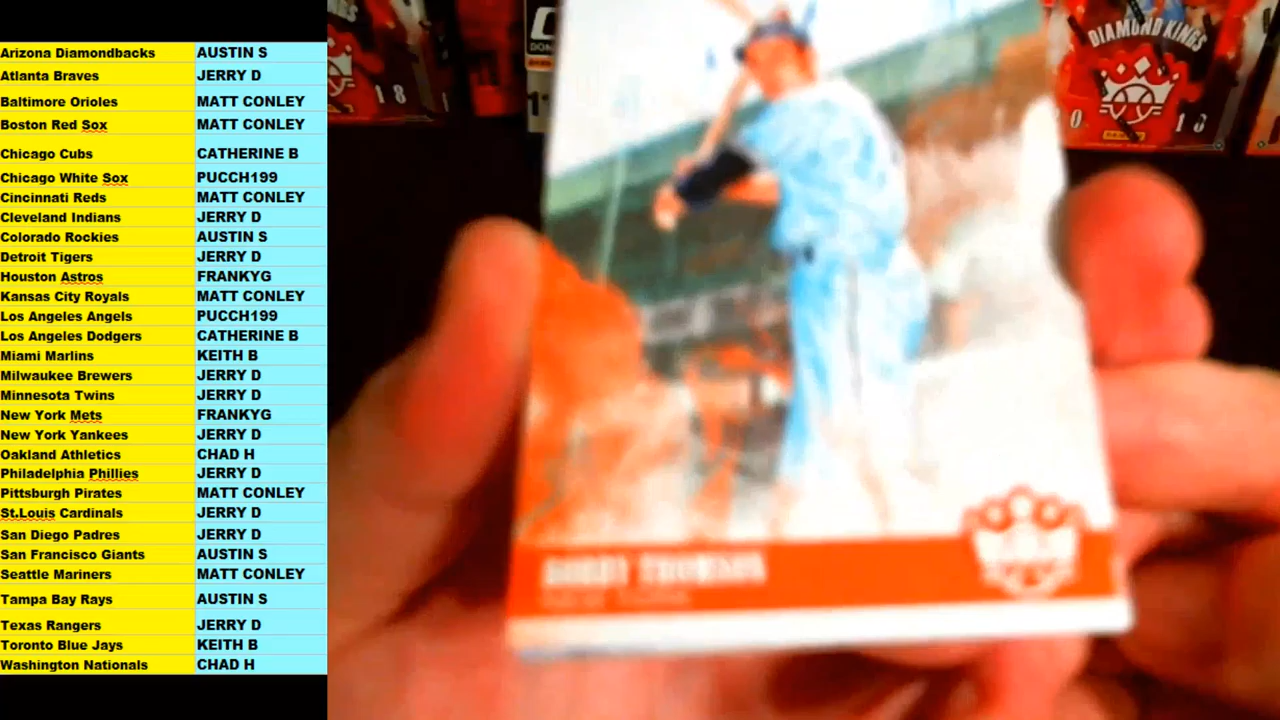 Arizona Diamondbacks AUSTIN S
Atlanta Braves JERRY D
Baltimore Orioles MATT CONLEY
Boston Red Sox MATT CONLEY
Chicago Cubs CATHERINE B
Chicago White Sox PUCCH199
Cincinnati Reds MATT CONLEY
Cleveland Indians JERRY D
Colorado Rockies AUSTIN S
Detroit Tigers JERRY D
Houston Astros FRANKYG
Kansas City Royals MATT CONLEY
Los Angeles Angels PUCCH199
Los Angeles Dodgers CATHERINE B
Miami Marlins KEITH B
Milwaukee Brewers JERRY D
Minnesota Twins JERRY D
New York Mets FRANKYG
New York Yankees JERRY D
Oakland Athletics CHAD H
Philadelphia Phillies JERRY D
Pittsburgh Pirates MATT CONLEY
St.Louis Cardinals JERRY D
San Diego Padres JERRY D
San Francisco Giants AUSTIN S
Seattle Mariners MATT CONLEY
Tampa Bay Rays AUSTIN S
Texas Rangers JERRY D
Toronto Blue Jays KEITH B
Washington Nationals CHAD H
DIAMOND KINGS
BOBBY THOMSON